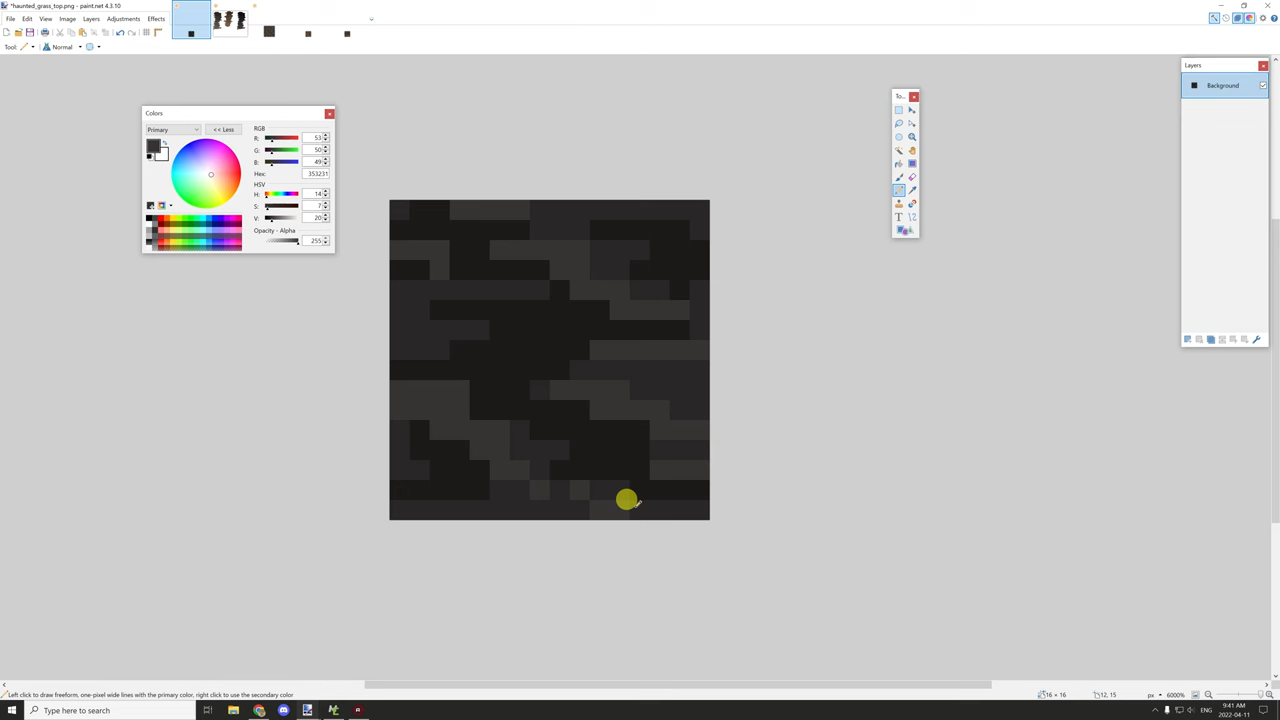 *haunted_grass_top.png - paint.net 4.3.10
File Edit View Image Layers Adjustments Effects
Tool: Normal
Colors
Primary << Less
RGB
R: 53
G: 50
B: 49
Hex: 353231
HSV
H: 14
S: 7
V: 20
Opacity - Alpha
255
To...
T
Layers
Background
Left click to draw freeform, one-pixel wide lines with the primary color, right click to use the secondary color
16 × 16
12, 15
px
6000%
Type here to search
ENG
9:41 AM
2022-04-11